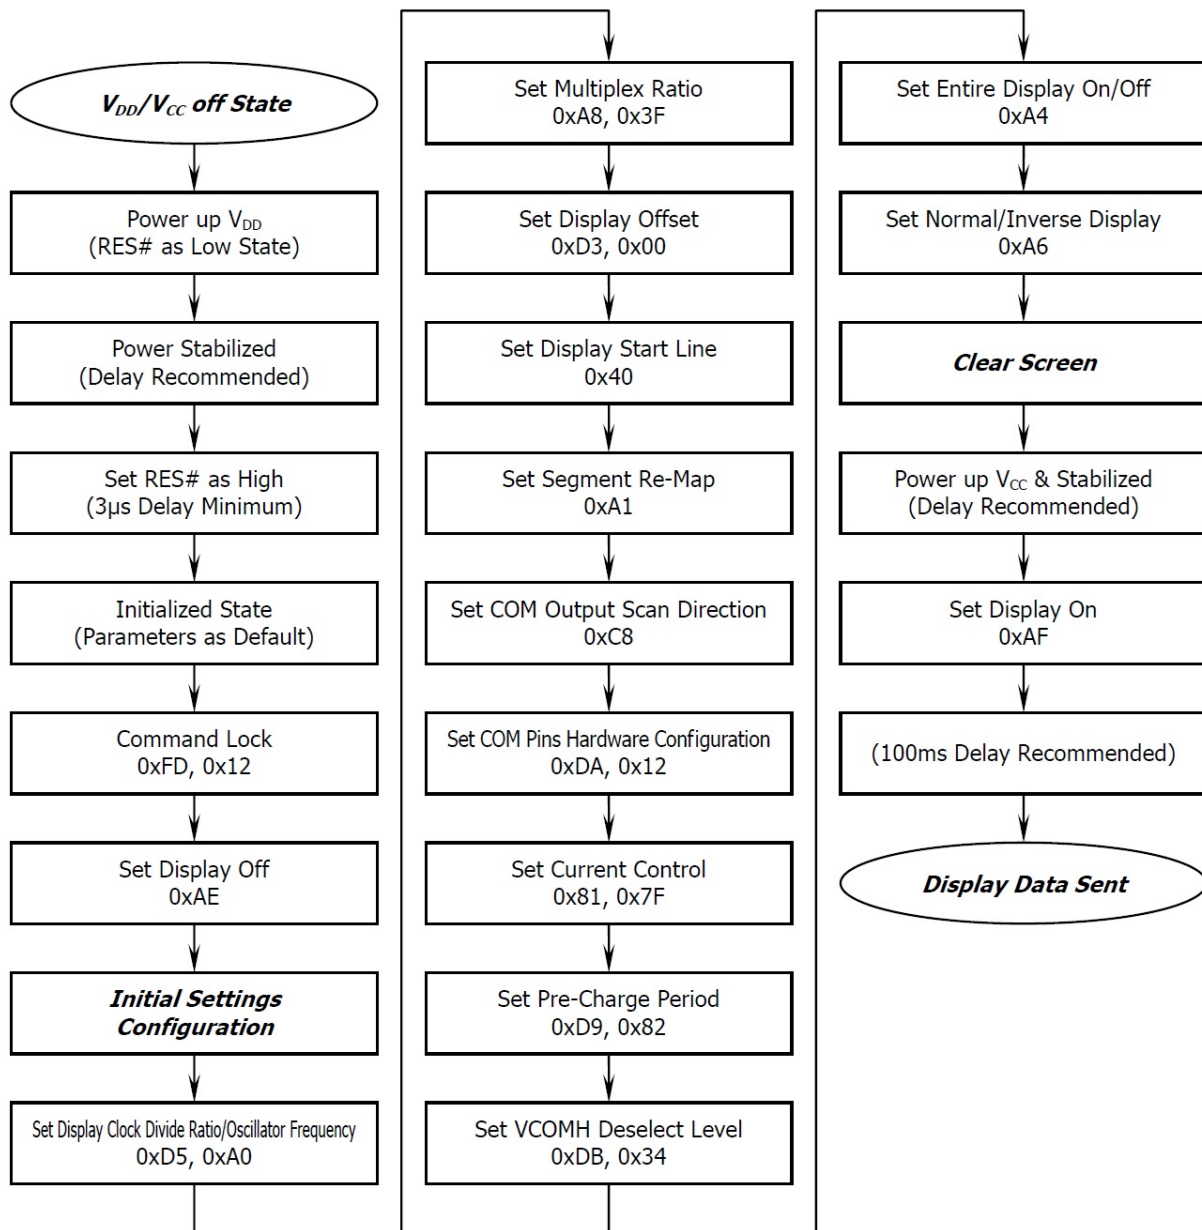 V_DD/V_CC off State
Power up V_DD
(RES# as Low State)
Power Stabilized
(Delay Recommended)
Set RES# as High
(3μs Delay Minimum)
Initialized State
(Parameters as Default)
Command Lock
0xFD, 0x12
Set Display Off
0xAE
Initial Settings
Configuration
Set Display Clock Divide Ratio/Oscillator Frequency
0xD5, 0xA0
Set Multiplex Ratio
0xA8, 0x3F
Set Display Offset
0xD3, 0x00
Set Display Start Line
0x40
Set Segment Re-Map
0xA1
Set COM Output Scan Direction
0xC8
Set COM Pins Hardware Configuration
0xDA, 0x12
Set Current Control
0x81, 0x7F
Set Pre-Charge Period
0xD9, 0x82
Set VCOMH Deselect Level
0xDB, 0x34
Set Entire Display On/Off
0xA4
Set Normal/Inverse Display
0xA6
Clear Screen
Power up V_CC & Stabilized
(Delay Recommended)
Set Display On
0xAF
(100ms Delay Recommended)
Display Data Sent